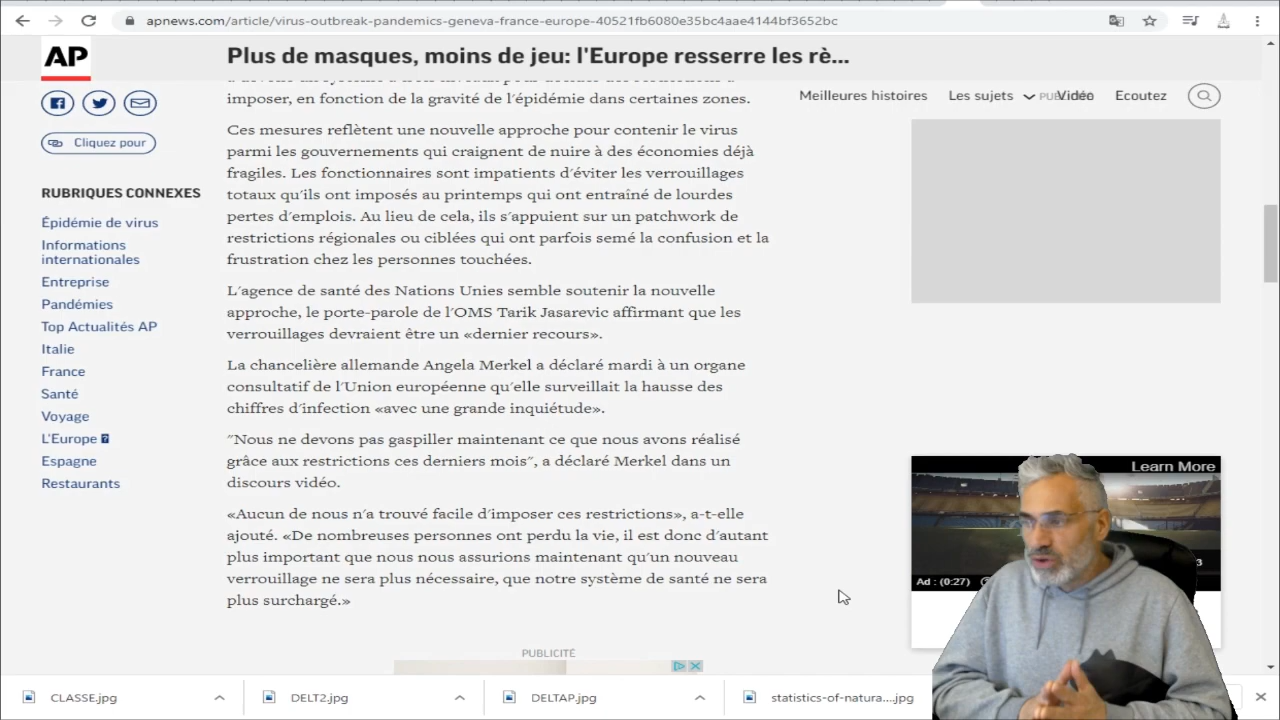 apnews.com/article/virus-outbreak-pandemics-geneva-france-europe-40521fb6080e35bc4aae4144bf3652bc
AP
Plus de masques, moins de jeu: l'Europe resserre les rè...
Meilleures histoires
Les sujets
Vidéo
Ecoutez
Cliquez pour
RUBRIQUES CONNEXES
Épidémie de virus
Informations
internationales
Entreprise
Pandémies
Top Actualités AP
Italie
France
Santé
Voyage
L'Europe
Espagne
Restaurants
imposer, en fonction de la gravité de l'épidémie dans certaines zones.
Ces mesures reflètent une nouvelle approche pour contenir le virus
parmi les gouvernements qui craignent de nuire à des économies déjà
fragiles. Les fonctionnaires sont impatients d'éviter les verrouillages
totaux qu'ils ont imposés au printemps qui ont entraîné de lourdes
pertes d'emplois. Au lieu de cela, ils s'appuient sur un patchwork de
restrictions régionales ou ciblées qui ont parfois semé la confusion et la
frustration chez les personnes touchées.
L'agence de santé des Nations Unies semble soutenir la nouvelle
approche, le porte-parole de l'OMS Tarik Jasarevic affirmant que les
verrouillages devraient être un «dernier recours».
La chancelière allemande Angela Merkel a déclaré mardi à un organe
consultatif de l'Union européenne qu'elle surveillait la hausse des
chiffres d'infection «avec une grande inquiétude».
"Nous ne devons pas gaspiller maintenant ce que nous avons réalisé
grâce aux restrictions ces derniers mois", a déclaré Merkel dans un
discours vidéo.
«Aucun de nous n'a trouvé facile d'imposer ces restrictions», a-t-elle
ajouté. «De nombreuses personnes ont perdu la vie, il est donc d'autant
plus important que nous nous assurions maintenant qu'un nouveau
verrouillage ne sera plus nécessaire, que notre système de santé ne sera
plus surchargé.»
PUBLICITÉ
Learn More
Ad : (0:27)
CLASSE.jpg
DELT2.jpg
DELTAP.jpg
statistics-of-natura....jpg